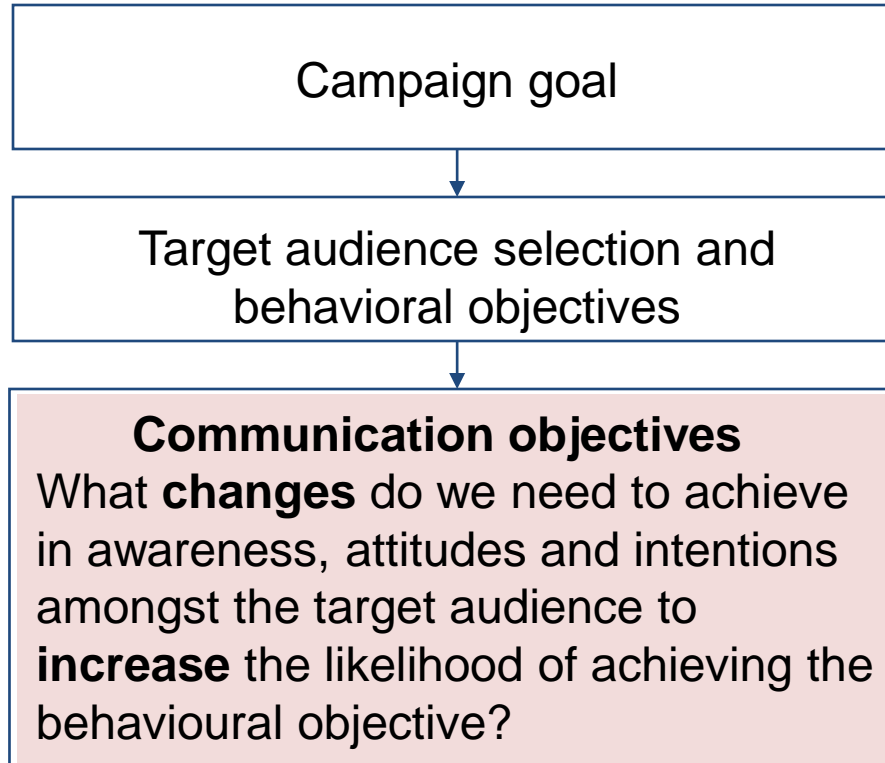 Campaign goal
Target audience selection and
behavioral objectives
Communication objectives
What changes do we need to achieve
in awareness, attitudes and intentions
amongst the target audience to
increase the likelihood of achieving the
behavioural objective?